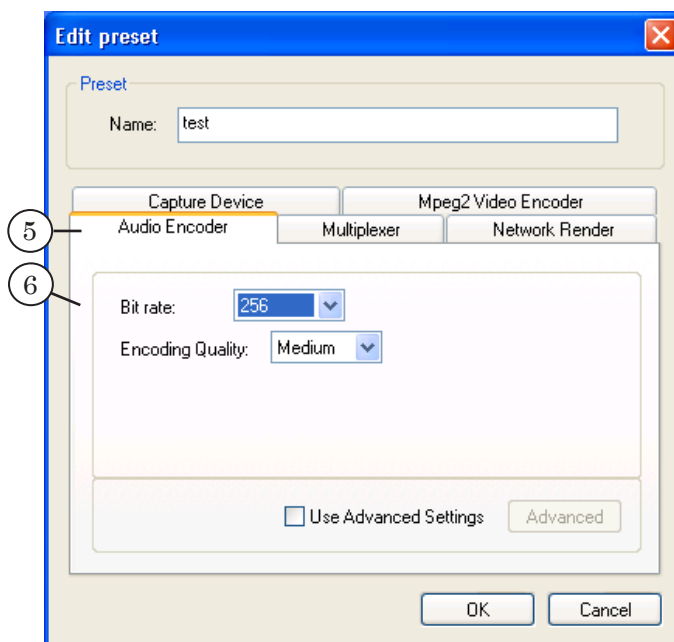 Edit preset
Preset
Name: test
Capture Device Mpeg2 Video Encoder
5 Audio Encoder Multiplexer Network Render
6
Bit rate: 256
Encoding Quality: Medium
Use Advanced Settings Advanced
OK Cancel